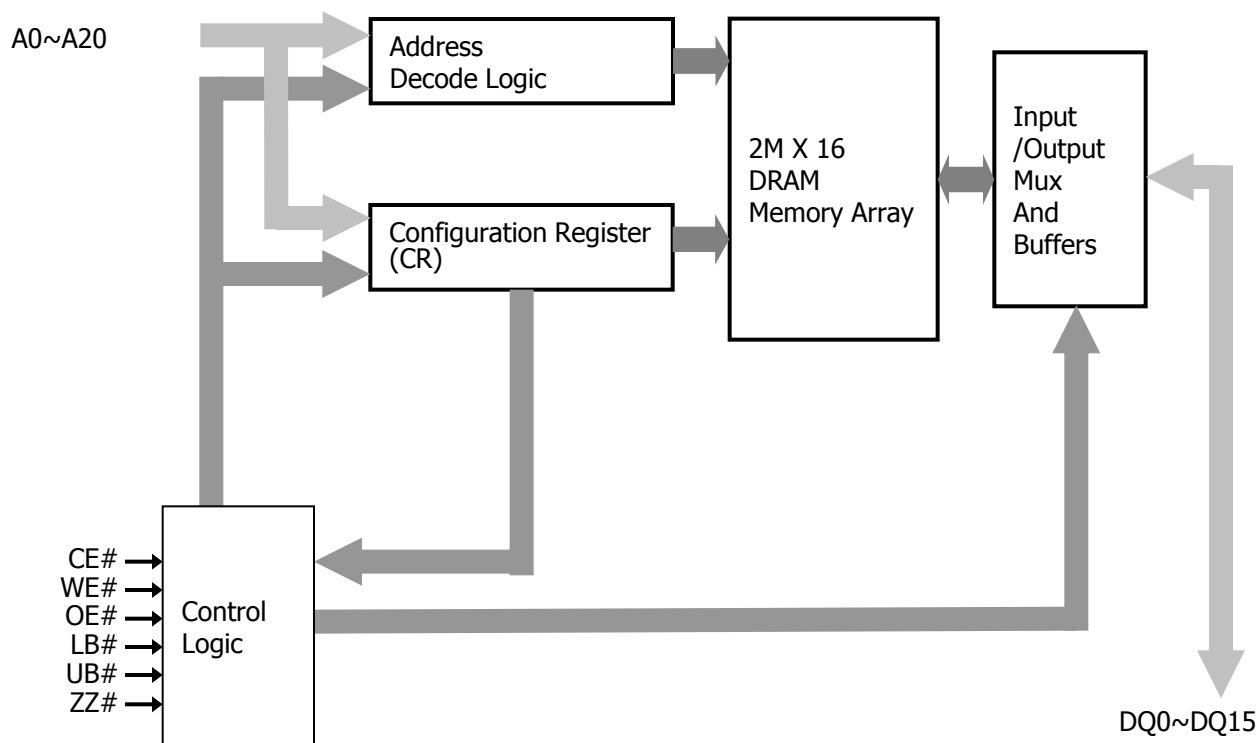 A0~A20
Address
Decode Logic
Configuration Register
(CR)
2M X 16
DRAM
Memory Array
Input
/Output
Mux
And
Buffers
CE#
WE#
OE#
LB#
UB#
ZZ#
Control
Logic
DQ0~DQ15